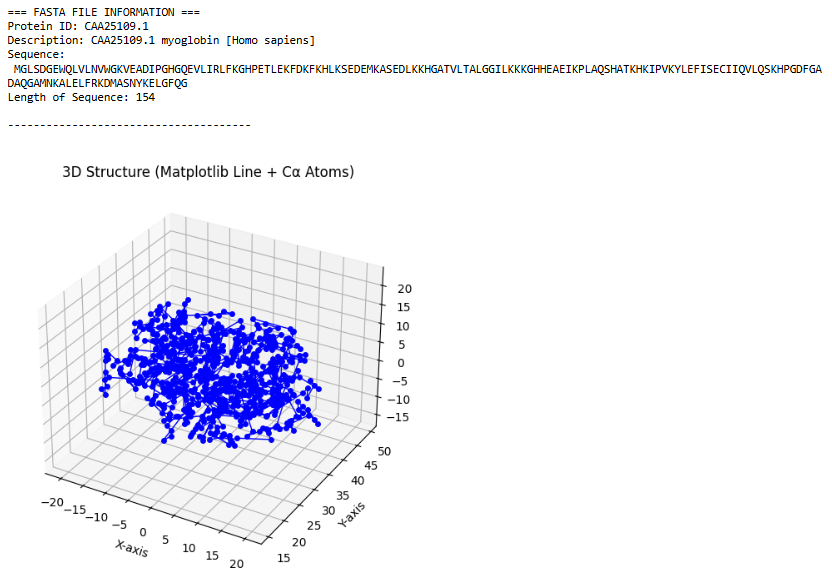 === FASTA FILE INFORMATION ===
Protein ID: CAA25109.1
Description: CAA25109.1 myoglobin [Homo sapiens]
Sequence:
MGLSDGEWQLVLNVWGKVEADIPGHGQEVLIRLFKGHPETLEKFDKFKHLKSEDEMKASEDLKKHGATVLTALGGILKKKGHHEAEIKPLAQSHATKHKIPVKYLEFISECIIQVLQSKHPGDFGA
DAQGAMNKALELFRKDMASNYKELGFQG
Length of Sequence: 154
--------------------------------------
3D Structure (Matplotlib Line + Cα Atoms)
20
15
10
5
0
−5
−10
−15
50
45
40
35
30
25
20
15
Y-axis
−20
−15
−10
−5
0
5
10
15
20
X-axis